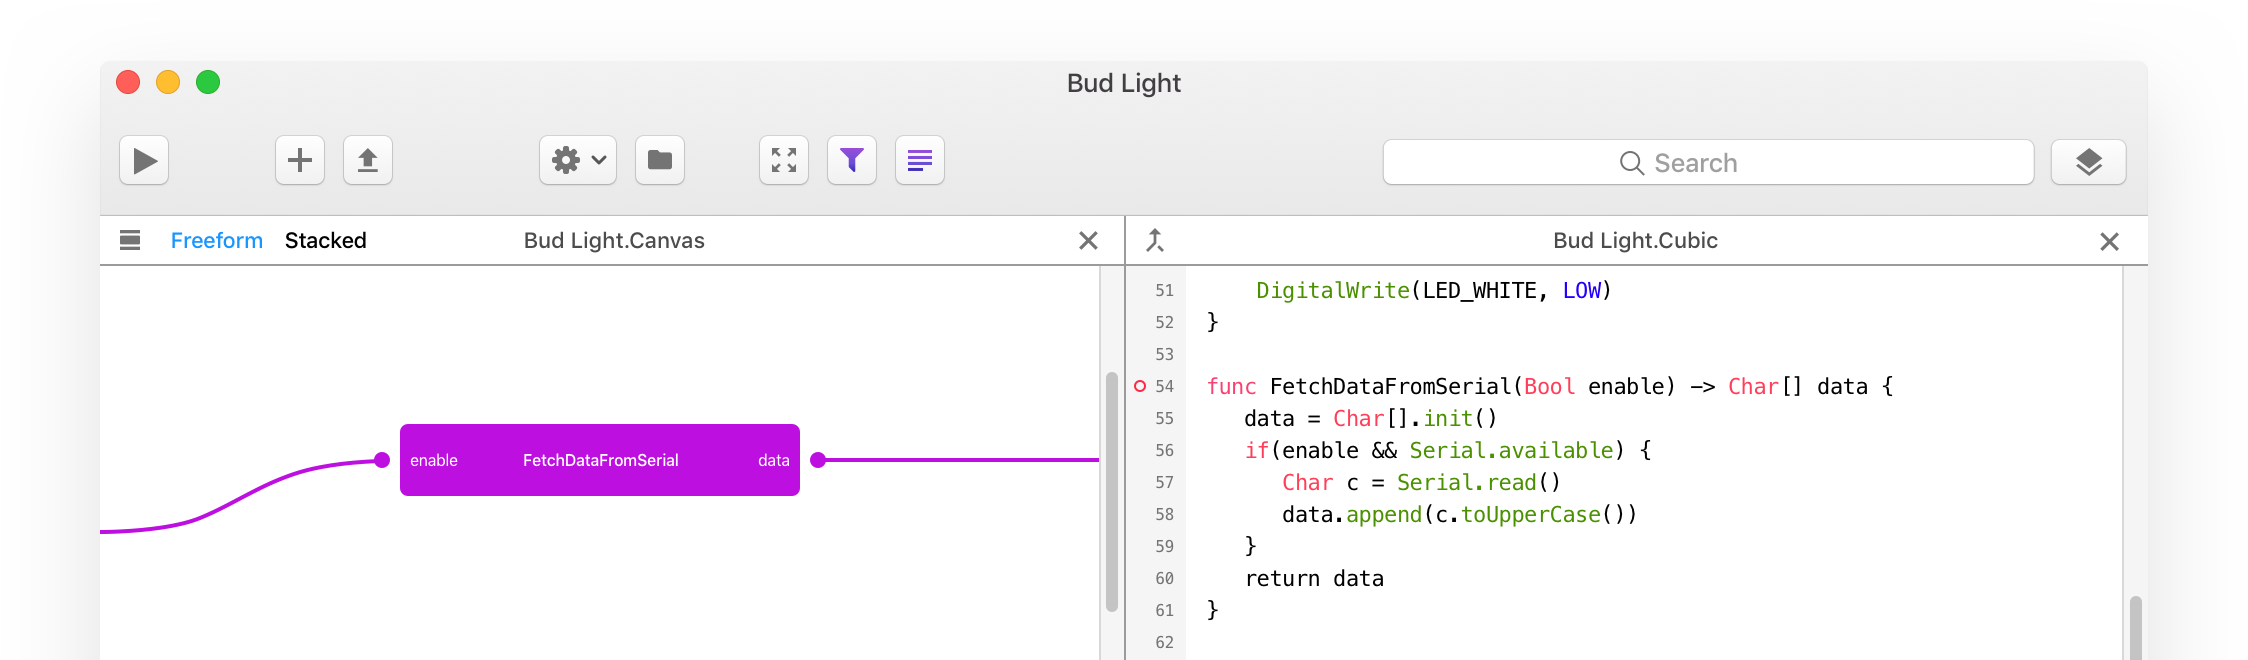 Bud Light
Search
Freeform Stacked Bud Light.Canvas
enable FetchDataFromSerial data
Bud Light.Cubic
51 DigitalWrite(LED_WHITE, LOW)
52 }
53
54 func FetchDataFromSerial(Bool enable) -> Char[] data {
55 data = Char[].init()
56 if(enable && Serial.available) {
57 Char c = Serial.read()
58 data.append(c.toUpperCase())
59 }
60 return data
61 }
62